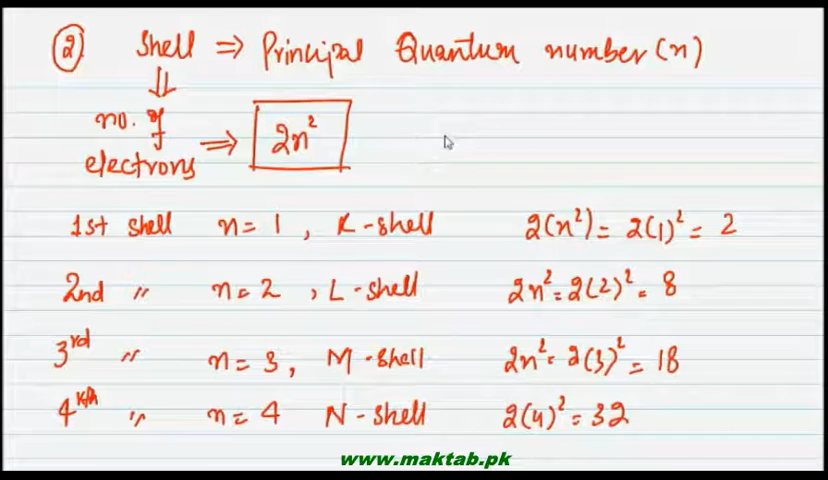 (2) Shell ⇒ Principal Quantum number (n)
⇓
no. of
electrons ⇒ 2n²
1st shell n = 1 , K-shell 2(n²) = 2(1)² = 2
2nd " n = 2 , L-shell 2n² = 2(2)² = 8
3rd " n = 3 , M-shell 2n² = 2(3)² = 18
4th " n = 4 N-shell 2(4)² = 32
www.maktab.pk